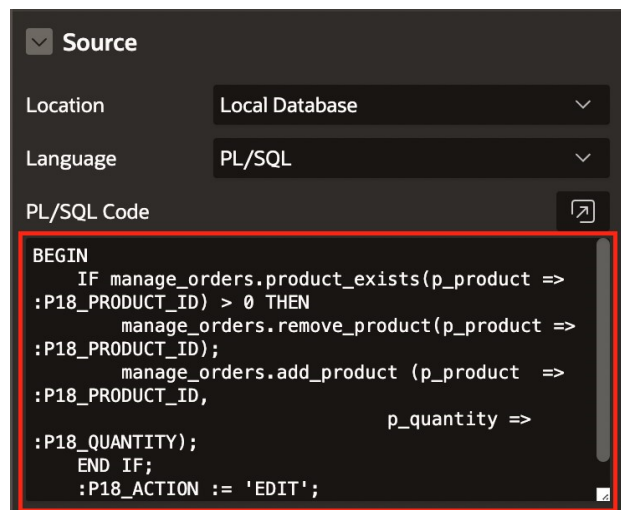 Source
Location Local Database
Language PL/SQL
PL/SQL Code
BEGIN
    IF manage_orders.product_exists(p_product =>
:P18_PRODUCT_ID) > 0 THEN
        manage_orders.remove_product(p_product =>
:P18_PRODUCT_ID);
        manage_orders.add_product (p_product  =>
:P18_PRODUCT_ID,
                                p_quantity =>
:P18_QUANTITY);
    END IF;
    :P18_ACTION := 'EDIT';